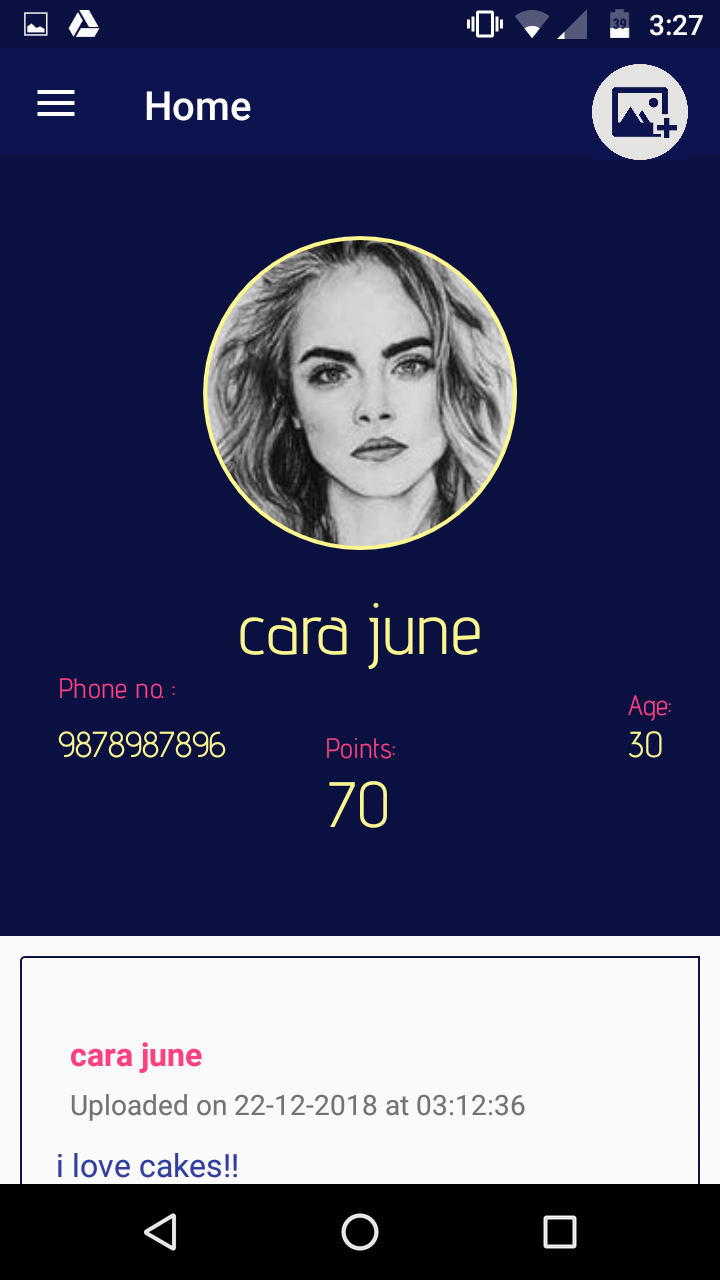 39 3:27
Home
cara june
Phone no. :
9878987896
Points:
70
Age:
30
cara june
Uploaded on 22-12-2018 at 03:12:36
i love cakes!!